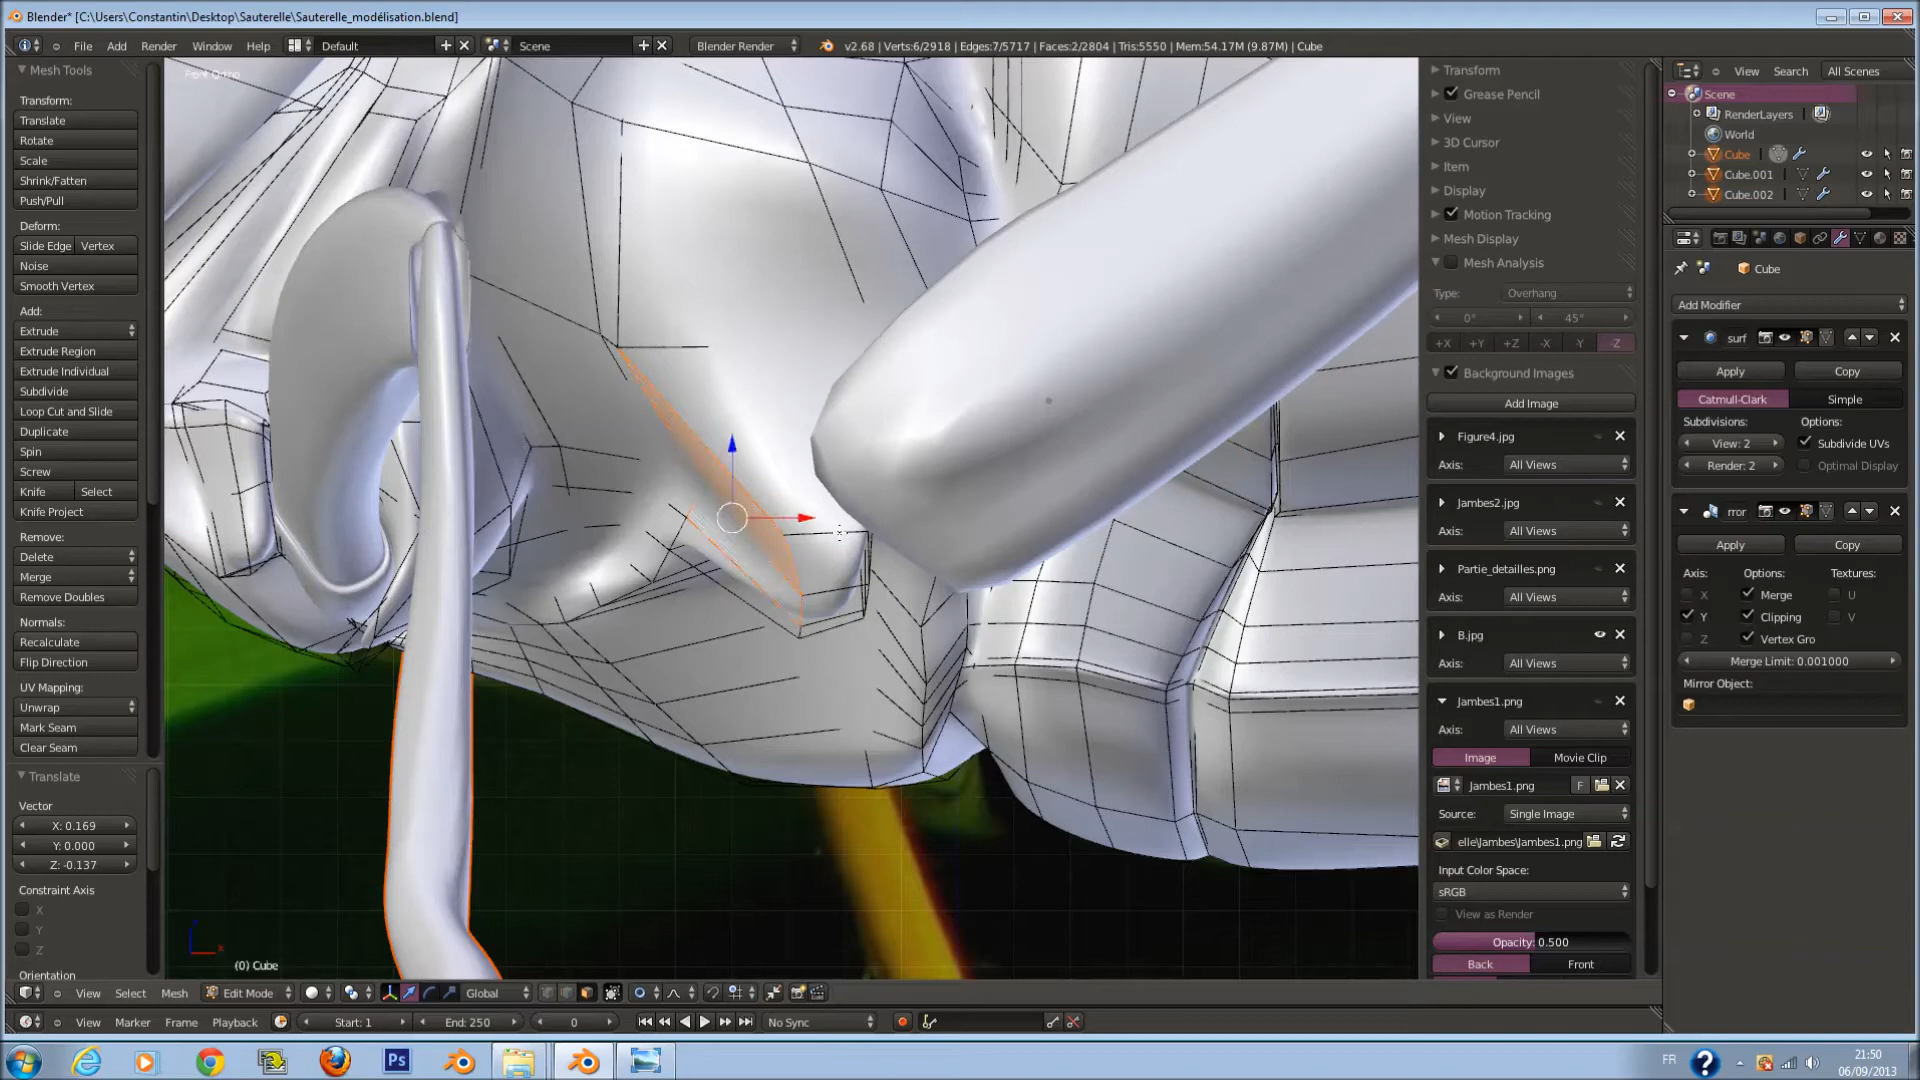 Blender* [C:\Users\Constantin\Desktop\Sauterelle\Sauterelle_modélisation.blend]
File Add Render Window Help Default Scene Blender Render v2.68 | Verts:6/2918 | Edges:7/5717 | Faces:2/2804 | Tris:5550 | Mem:54.17M (9.87M) | Cube
Mesh Tools
Transform:
Translate
Rotate
Scale
Shrink/Fatten
Push/Pull
Deform:
Slide Edge Vertex
Noise
Smooth Vertex
Add:
Extrude
Extrude Region
Extrude Individual
Subdivide
Loop Cut and Slide
Duplicate
Spin
Screw
Knife Select
Knife Project
Remove:
Delete
Merge
Remove Doubles
Normals:
Recalculate
Flip Direction
UV Mapping:
Unwrap
Mark Seam
Clear Seam
Translate
Vector
X: 0.169
Y: 0.000
Z: -0.137
Constraint Axis
X
Y
Z
Orientation
Front Ortho
(0) Cube
Transform
Grease Pencil
View
3D Cursor
Item
Display
Motion Tracking
Mesh Display
Mesh Analysis
Type: Overhang
0° 45°
+X +Y +Z -X -Y -Z
Background Images
Add Image
Figure4.jpg
Axis: All Views
Jambes2.jpg
Axis: All Views
Partie_detailles.png
Axis: All Views
B.jpg
Axis: All Views
Jambes1.png
Axis: All Views
Image Movie Clip
Jambes1.png F
Source: Single Image
elle\Jambes\Jambes1.png
Input Color Space:
sRGB
View as Render
Opacity: 0.500
Back Front
View Search All Scenes
Scene
RenderLayers
World
Cube
Cube.001
Cube.002
Cube
Add Modifier
surf
Apply Copy
Catmull-Clark Simple
Subdivisions: Options:
View: 2 Subdivide UVs
Render: 2 Optimal Display
rror
Apply Copy
Axis: Options: Textures:
X Merge U
Y Clipping V
Z Vertex Gro
Merge Limit: 0.001000
Mirror Object:
View Select Mesh Edit Mode Global
View Marker Frame Playback Start: 1 End: 250 0 No Sync
Ps
FR
21:50
06/09/2013